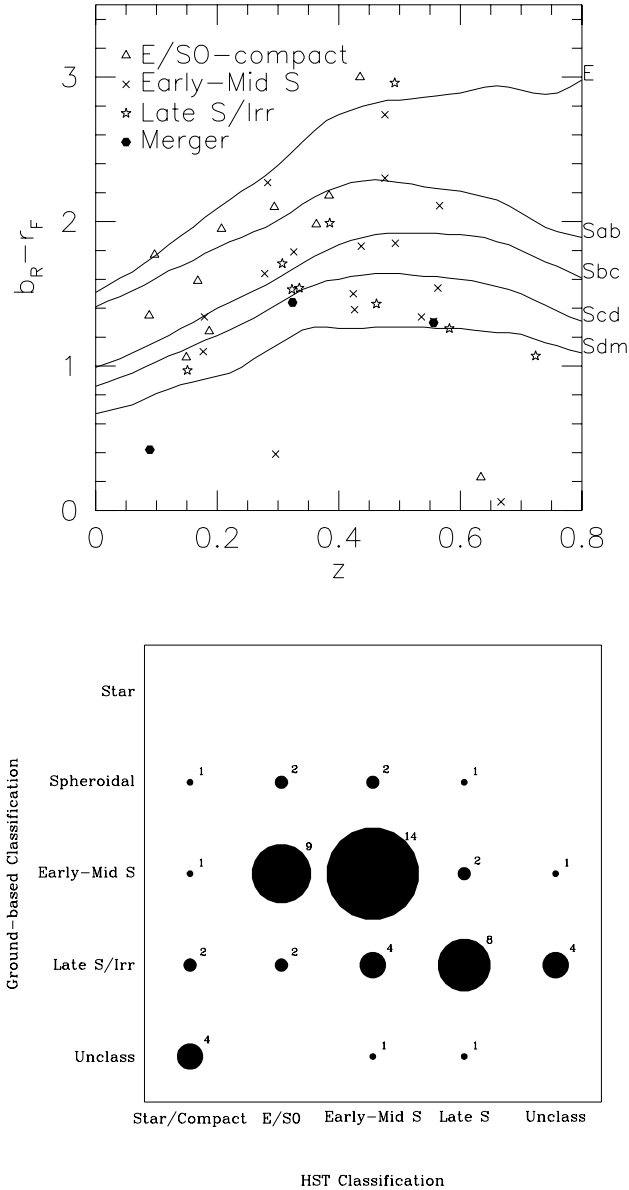 E/SO-compact
Early-Mid S
Late S/Irr
Merger
3
2
1
0
b_R-r_F
E
Sab
Sbc
Scd
Sdm
0 0.2 0.4 0.6 0.8
z
Ground-based Classification
Star
Spheroidal 1 2 2 1
Early-Mid S 1 9 14 2 1
Late S/Irr 2 2 4 8 4
Unclass 4 1 1
Star/Compact E/SO Early-Mid S Late S Unclass
HST Classification